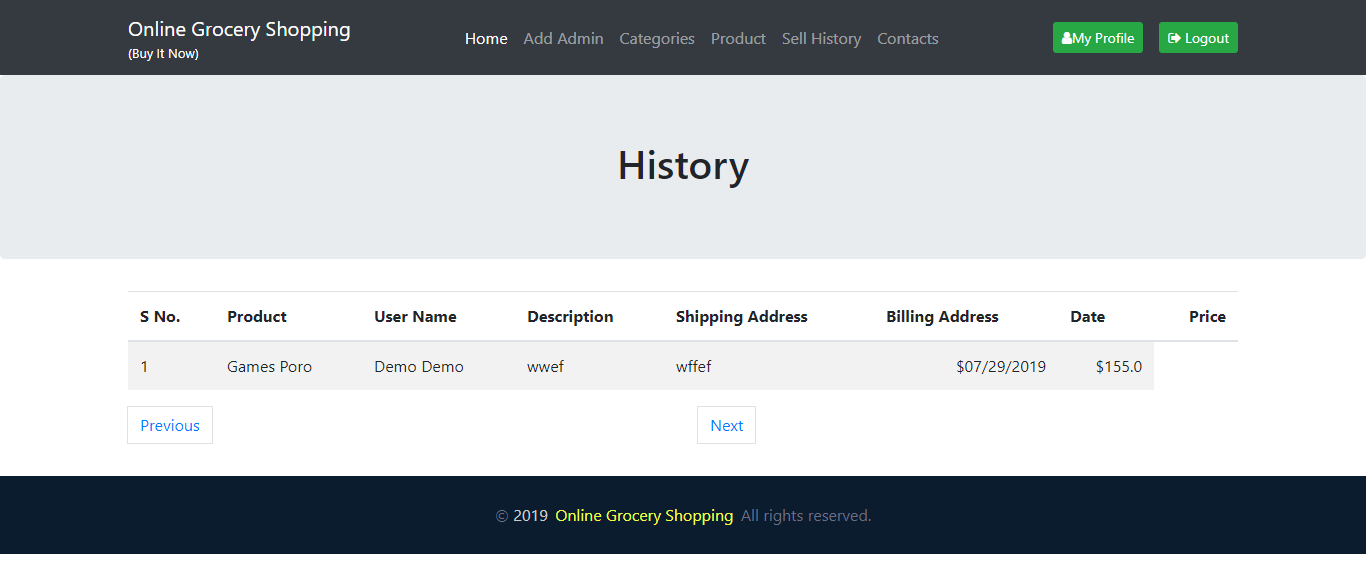 Online Grocery Shopping
(Buy It Now)
Home Add Admin Categories Product Sell History Contacts
My Profile Logout
History
S No. Product User Name Description Shipping Address Billing Address Date Price
1 Games Poro Demo Demo wwef wffef $07/29/2019 $155.0
Previous Next
© 2019 Online Grocery Shopping All rights reserved.